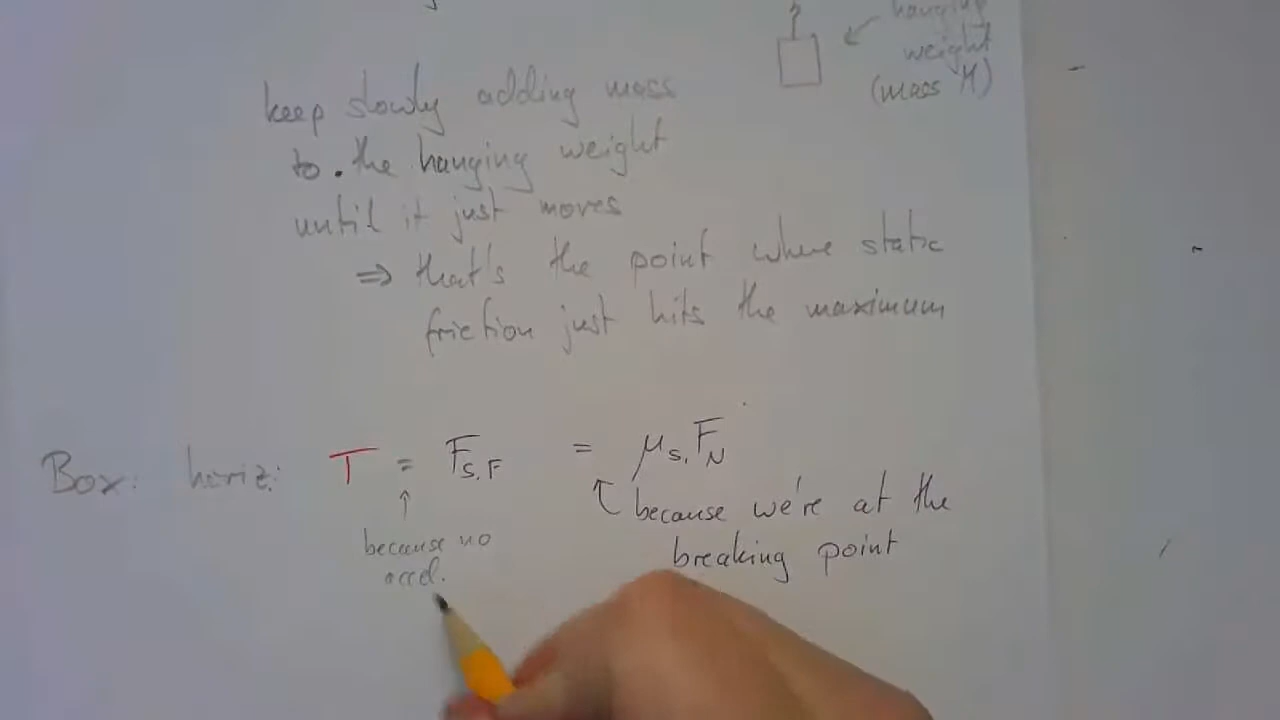 hanging
weight
(mass M)
keep slowly adding mass
to the hanging weight
until it just moves
⇒ that's the point where static
friction just hits the maximum
Box: horiz: T = F_S.F = μ_s.F_N
↑ because no accel.
because we're at the
breaking point